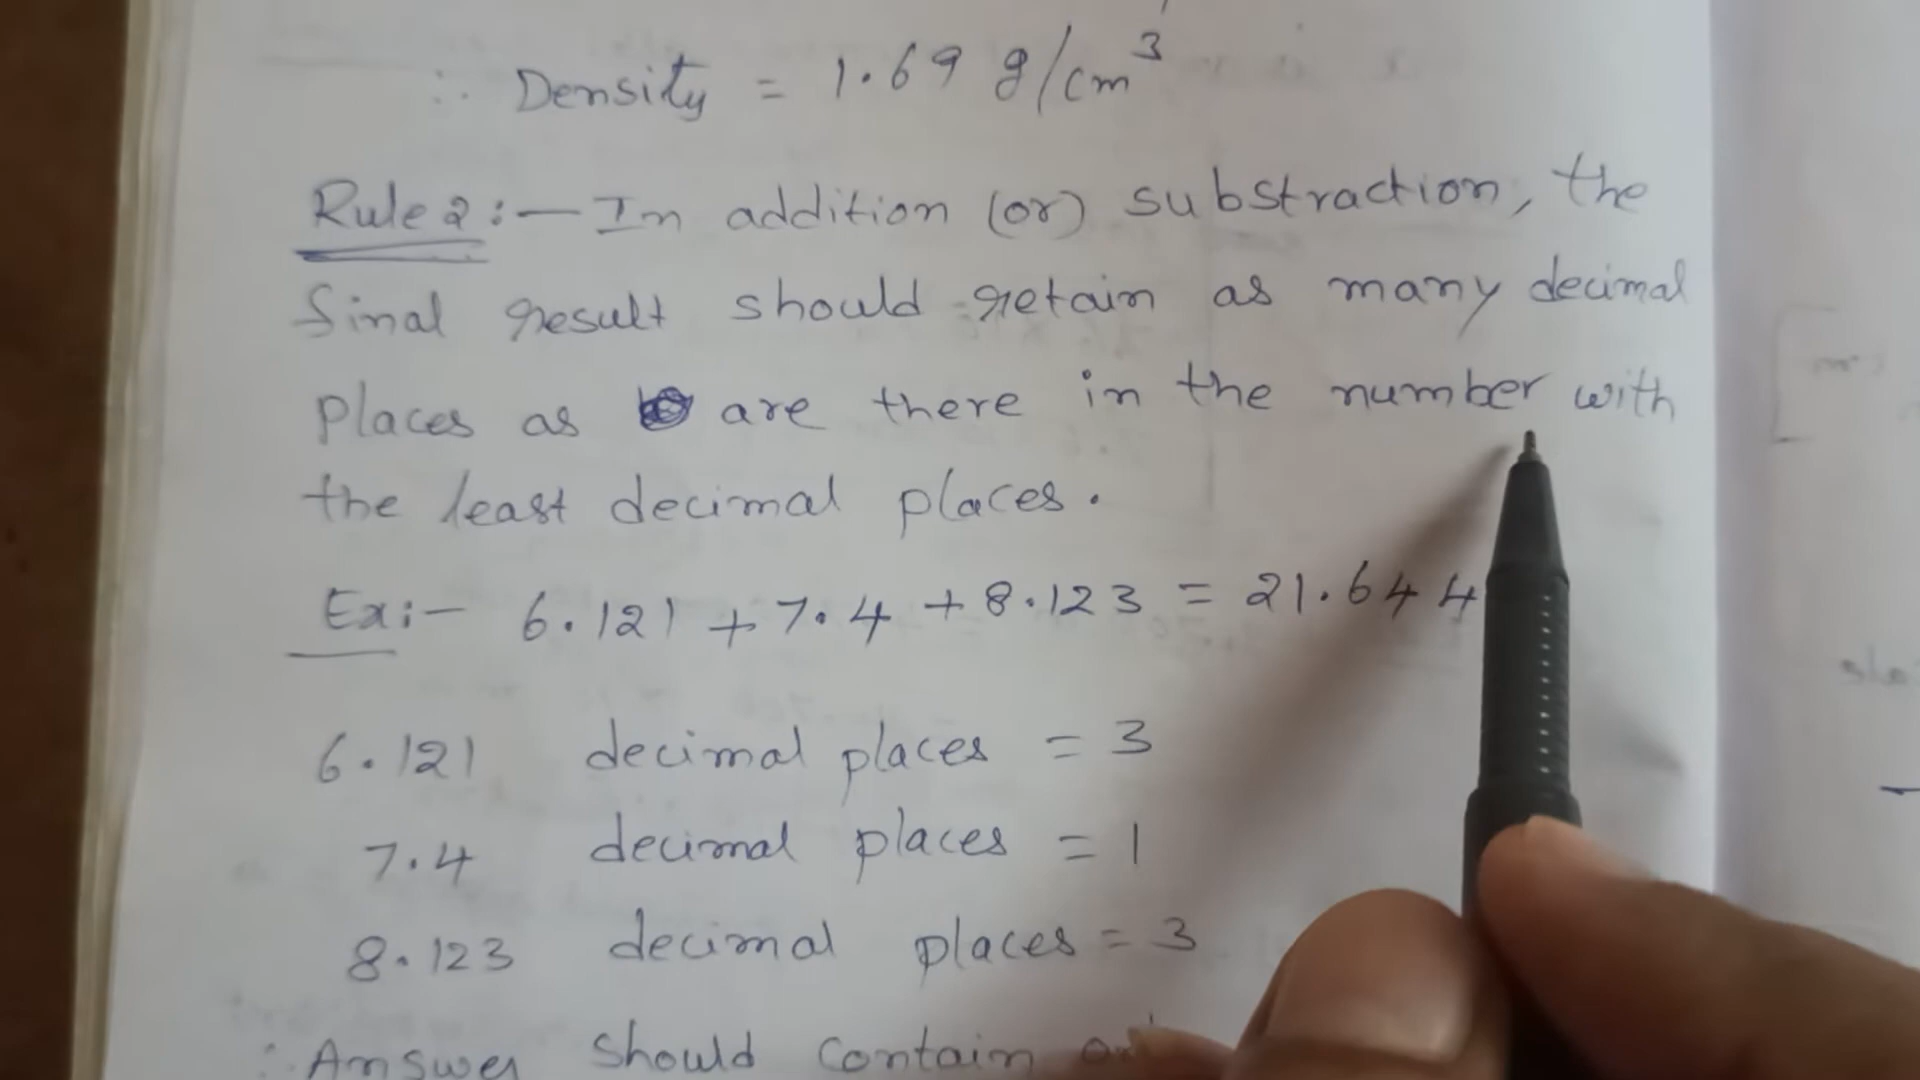 ∴ Density = 1.69 g/cm³
Rule 2:- In addition (or) substraction, the
final result should retain as many decimal
places as are there in the number with
the least decimal places.
Ex:- 6.121 + 7.4 + 8.123 = 21.644
6.121 decimal places = 3
7.4 decimal places = 1
8.123 decimal places = 3
∴ Answer should contain